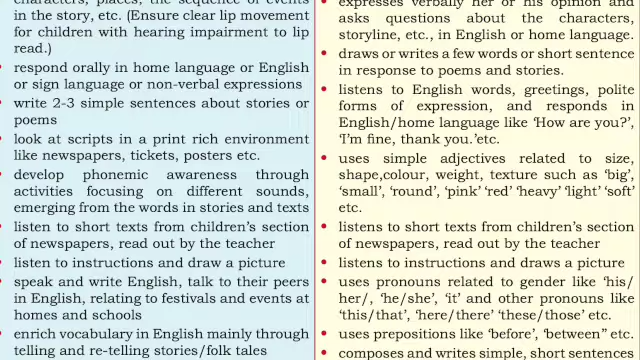 characters, places, the sequence of events
in the story, etc. (Ensure clear lip movement
for children with hearing impairment to lip
read.)
• respond orally in home language or English
or sign language or non-verbal expressions
• write 2-3 simple sentences about stories or
poems
• look at scripts in a print rich environment
like newspapers, tickets, posters etc.
• develop phonemic awareness through
activities focusing on different sounds,
emerging from the words in stories and texts
• listen to short texts from children’s section
of newspapers, read out by the teacher
• listen to instructions and draw a picture
• speak and write English, talk to their peers
in English, relating to festivals and events at
homes and schools
• enrich vocabulary in English mainly through
telling and re-telling stories/folk tales
• expresses verbally her or his opinion and
asks questions about the characters,
storyline, etc., in English or home language.
• draws or writes a few words or short sentence
in response to poems and stories.
• listens to English words, greetings, polite
forms of expression, and responds in
English/home language like ‘How are you?’,
‘I’m fine, thank you.’etc.
• uses simple adjectives related to size,
shape,colour, weight, texture such as ‘big’,
‘small’, ‘round’, ‘pink’ ‘red’ ‘heavy’ ‘light’ ‘soft’
etc.
• listens to short texts from children’s section
of newspapers, read out by the teacher
• listens to instructions and draws a picture
• uses pronouns related to gender like ‘his/
her/, ‘he/she’, ‘it’ and other pronouns like
‘this/that’, ‘here/there’ ‘these/those’ etc.
• uses prepositions like ‘before’, ‘between” etc.
• composes and writes simple, short sentences